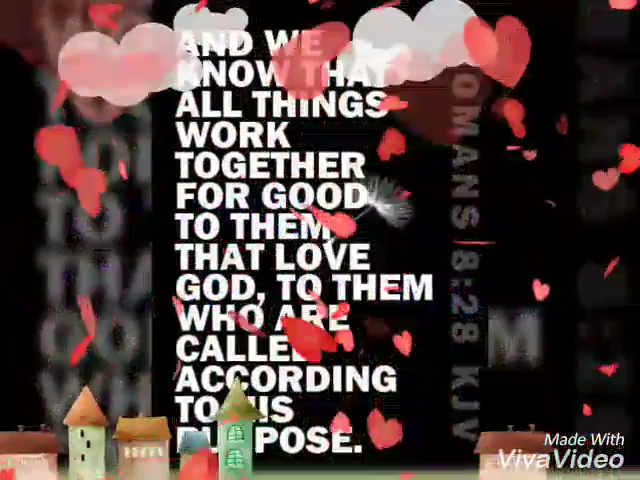 AND WE
KNOW THAT
ALL THINGS
WORK
TOGETHER
FOR GOOD
TO THEM
THAT LOVE
GOD, TO THEM
WHO ARE
CALLED
ACCORDING
TO HIS
PURPOSE.
ROMANS 8:28 KJV
Made With
VivaVideo